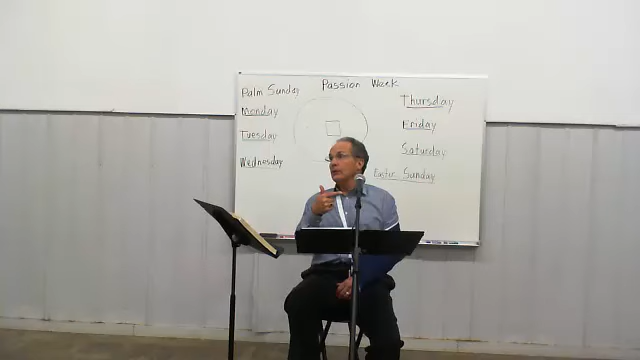 Passion Week
Palm Sunday
Monday
Tuesday
Wednesday
Thursday
Friday
Saturday
Easter Sunday